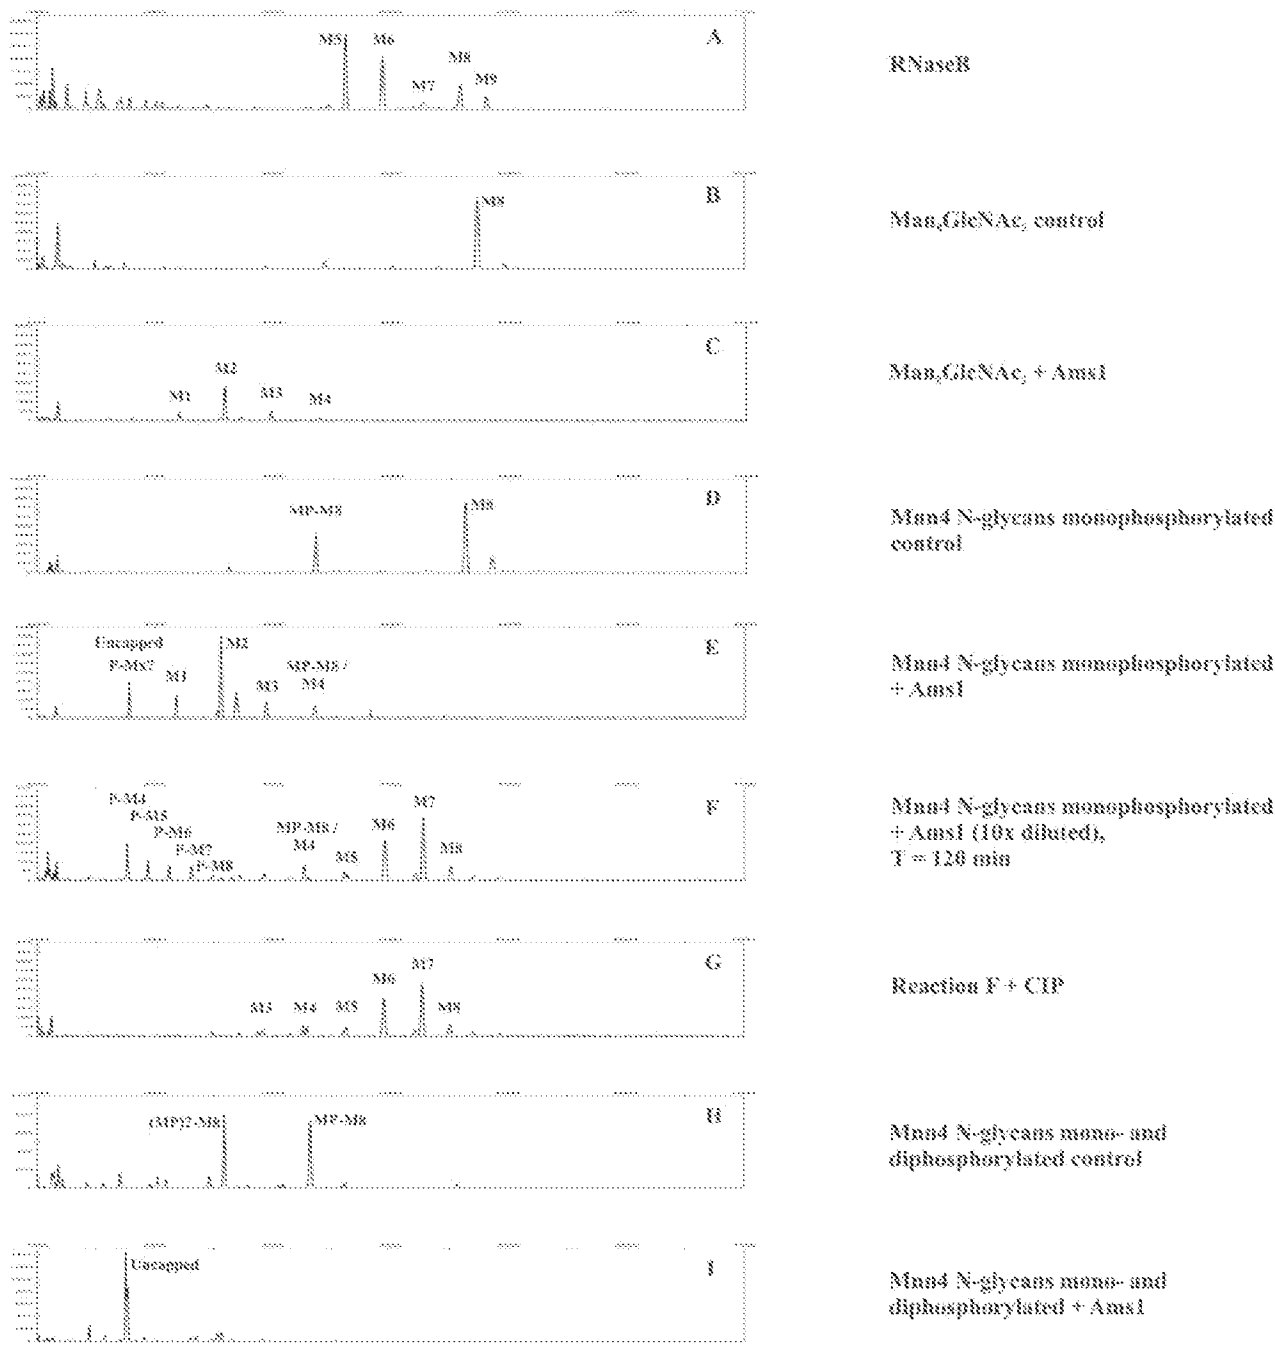 A
M5
M6
M7
M8
M9
RNaseB
B
M8
Man₈GlcNAc₂ control
C
M1
M2
M3
M4
Man₈GlcNAc₂ + Ams1
D
MP-M8
M8
Mnn4 N-glycans monophosphorylated
control
E
Uncapped
P-Mx?
M1
M2
M3
MP-M8 /
M4
Mnn4 N-glycans monophosphorylated
+ Ams1
F
P-M4
P-M5
P-M6
P-M7
P-M8
MP-M8 /
M4
M5
M6
M7
M8
Mnn4 N-glycans monophosphorylated
+ Ams1 (10x diluted),
T = 120 min
G
M3
M4
M5
M6
M7
M8
Reaction F + CIP
H
(MP)2-M8
MP-M8
Mnn4 N-glycans mono- and
diphosphorylated control
I
Uncapped
Mnn4 N-glycans mono- and
diphosphorylated + Ams1